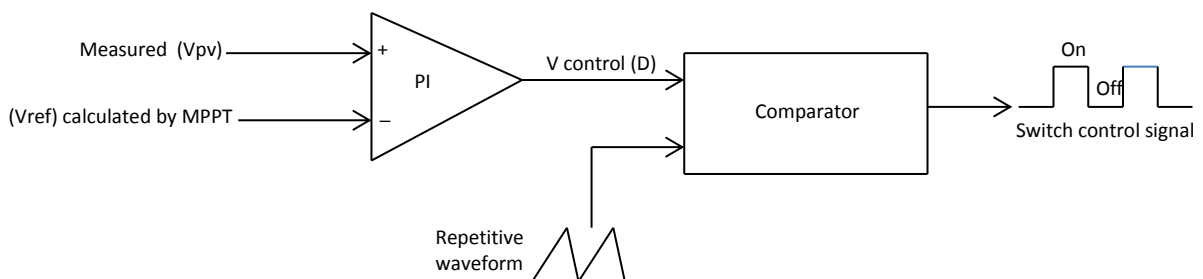 Measured (Vpv)
+
PI
V control (D)
(Vref) calculated by MPPT
–
Comparator
On
Off
Switch control signal
Repetitive
waveform